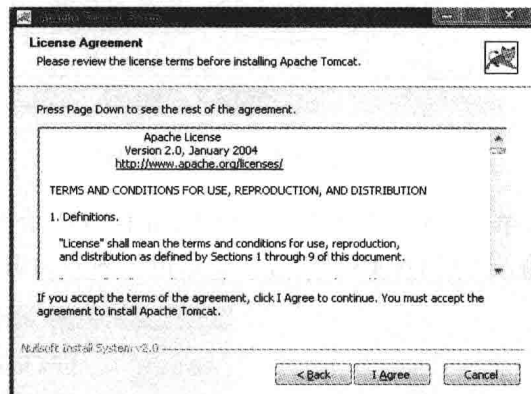 License Agreement
Please review the license terms before installing Apache Tomcat.
Press Page Down to see the rest of the agreement.
Apache License
Version 2.0, January 2004
http://www.apache.org/licenses/
TERMS AND CONDITIONS FOR USE, REPRODUCTION, AND DISTRIBUTION
1. Definitions.
"License" shall mean the terms and conditions for use, reproduction,
and distribution as defined by Sections 1 through 9 of this document.
If you accept the terms of the agreement, click I Agree to continue. You must accept the
agreement to install Apache Tomcat.
Nullsoft Install System v2.0
< Back
I Agree
Cancel